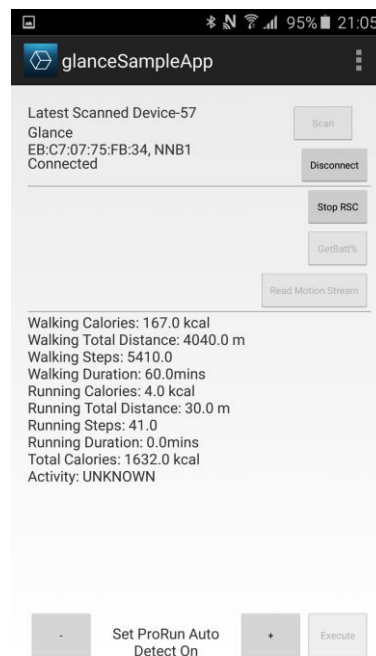 95% 21:05
glanceSampleApp
Latest Scanned Device-57
Glance
EB:C7:07:75:FB:34, NNB1
Connected
Scan
Disconnect
Stop RSC
GetBatt%
Read Motion Stream
Walking Calories: 167.0 kcal
Walking Total Distance: 4040.0 m
Walking Steps: 5410.0
Walking Duration: 60.0mins
Running Calories: 4.0 kcal
Running Total Distance: 30.0 m
Running Steps: 41.0
Running Duration: 0.0mins
Total Calories: 1632.0 kcal
Activity: UNKNOWN
-
Set ProRun Auto
Detect On
+
Execute